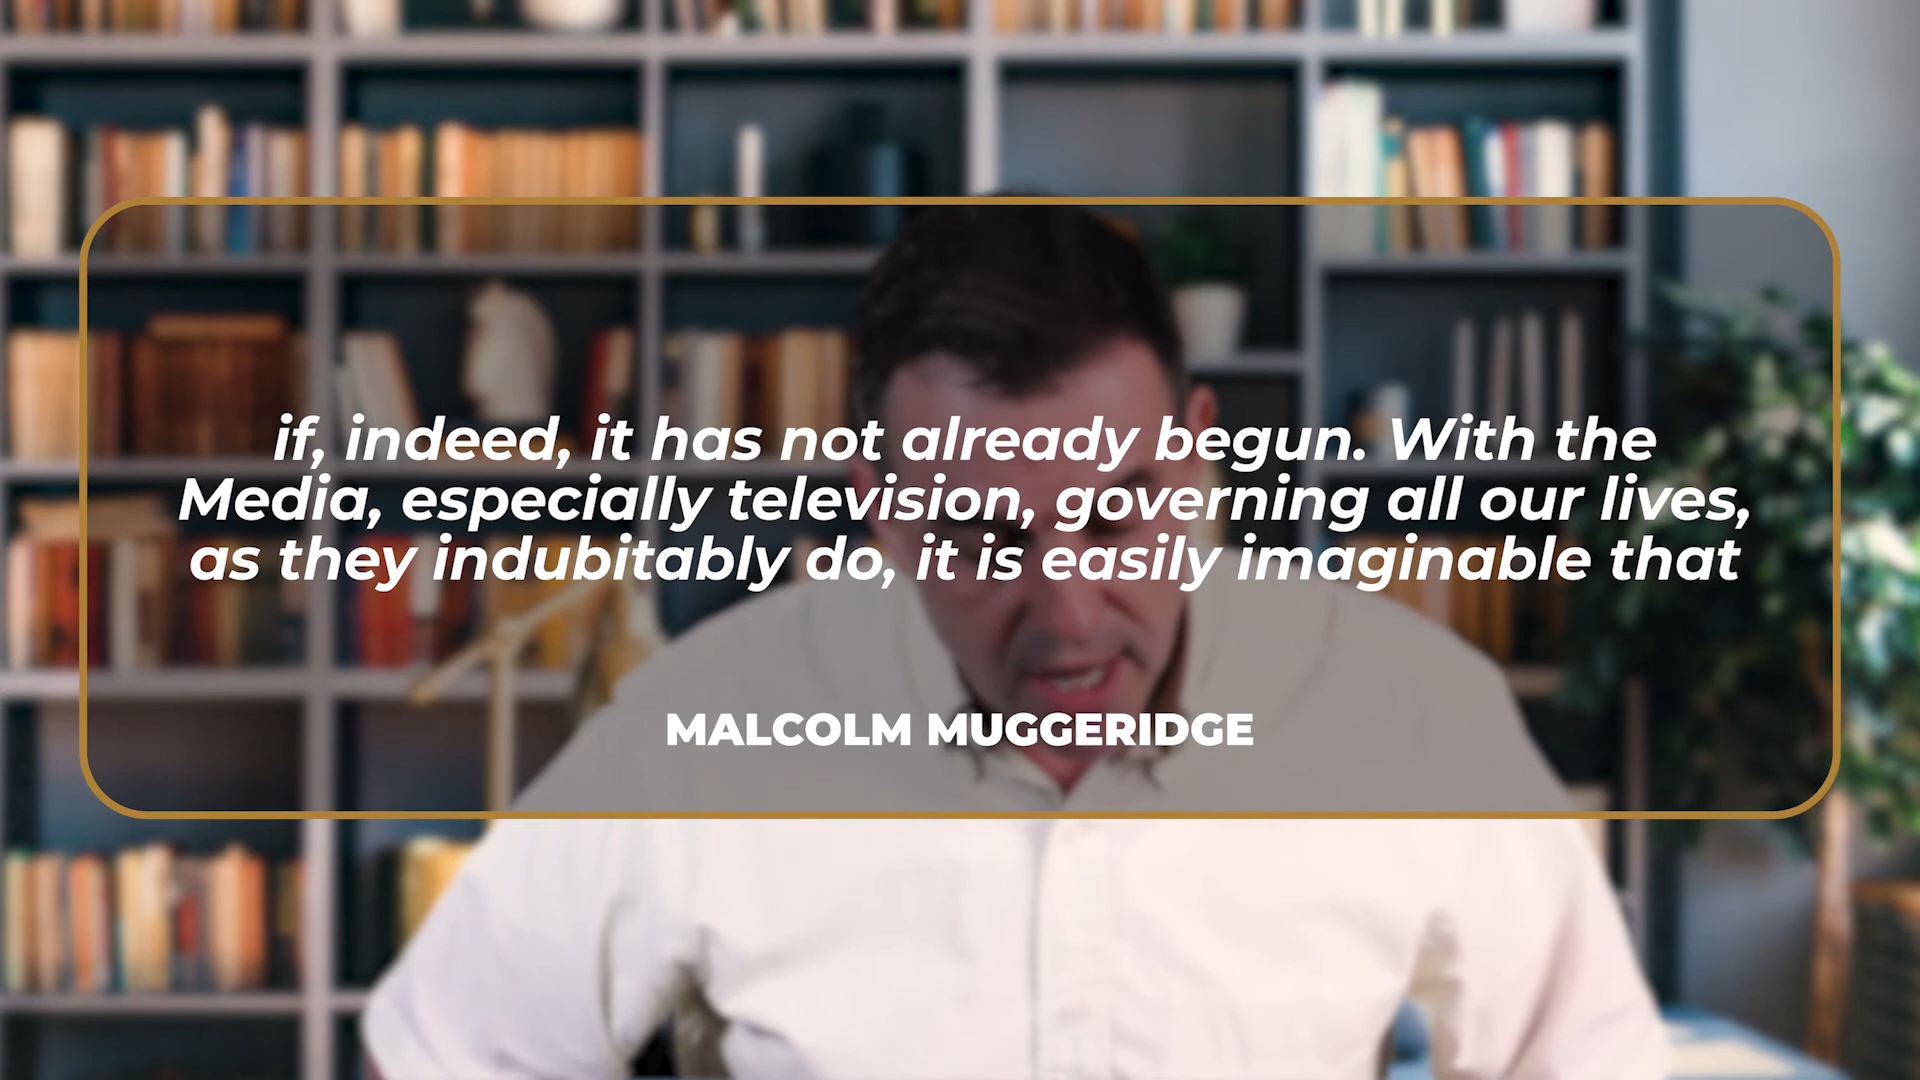 if, indeed, it has not already begun. With the
Media, especially television, governing all our lives,
as they indubitably do, it is easily imaginable that
MALCOLM MUGGERIDGE